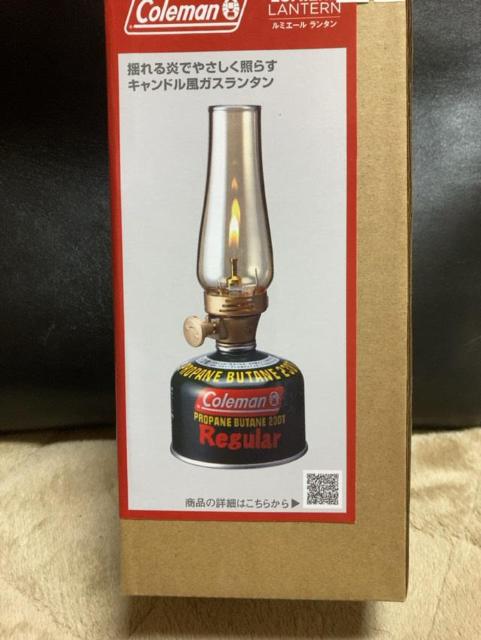 Coleman
LANTERN
ルミエール ランタン
揺れる炎でやさしく照らす
キャンドル風ガスランタン
PROPANE BUTANE 230T
Coleman
PROPANE BUTANE 230T
Regular
商品の詳細はこちらから▶